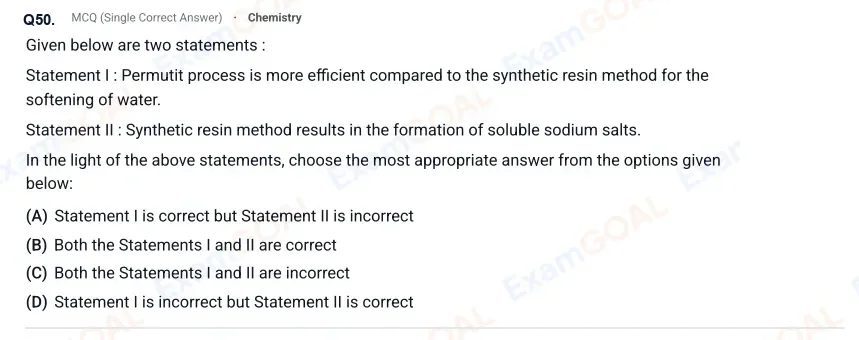 Q50. MCQ (Single Correct Answer) · Chemistry
Given below are two statements :
Statement I : Permutit process is more efficient compared to the synthetic resin method for the
softening of water.
Statement II : Synthetic resin method results in the formation of soluble sodium salts.
In the light of the above statements, choose the most appropriate answer from the options given
below:
(A) Statement I is correct but Statement II is incorrect
(B) Both the Statements I and II are correct
(C) Both the Statements I and II are incorrect
(D) Statement I is incorrect but Statement II is correct
ExamGOAL